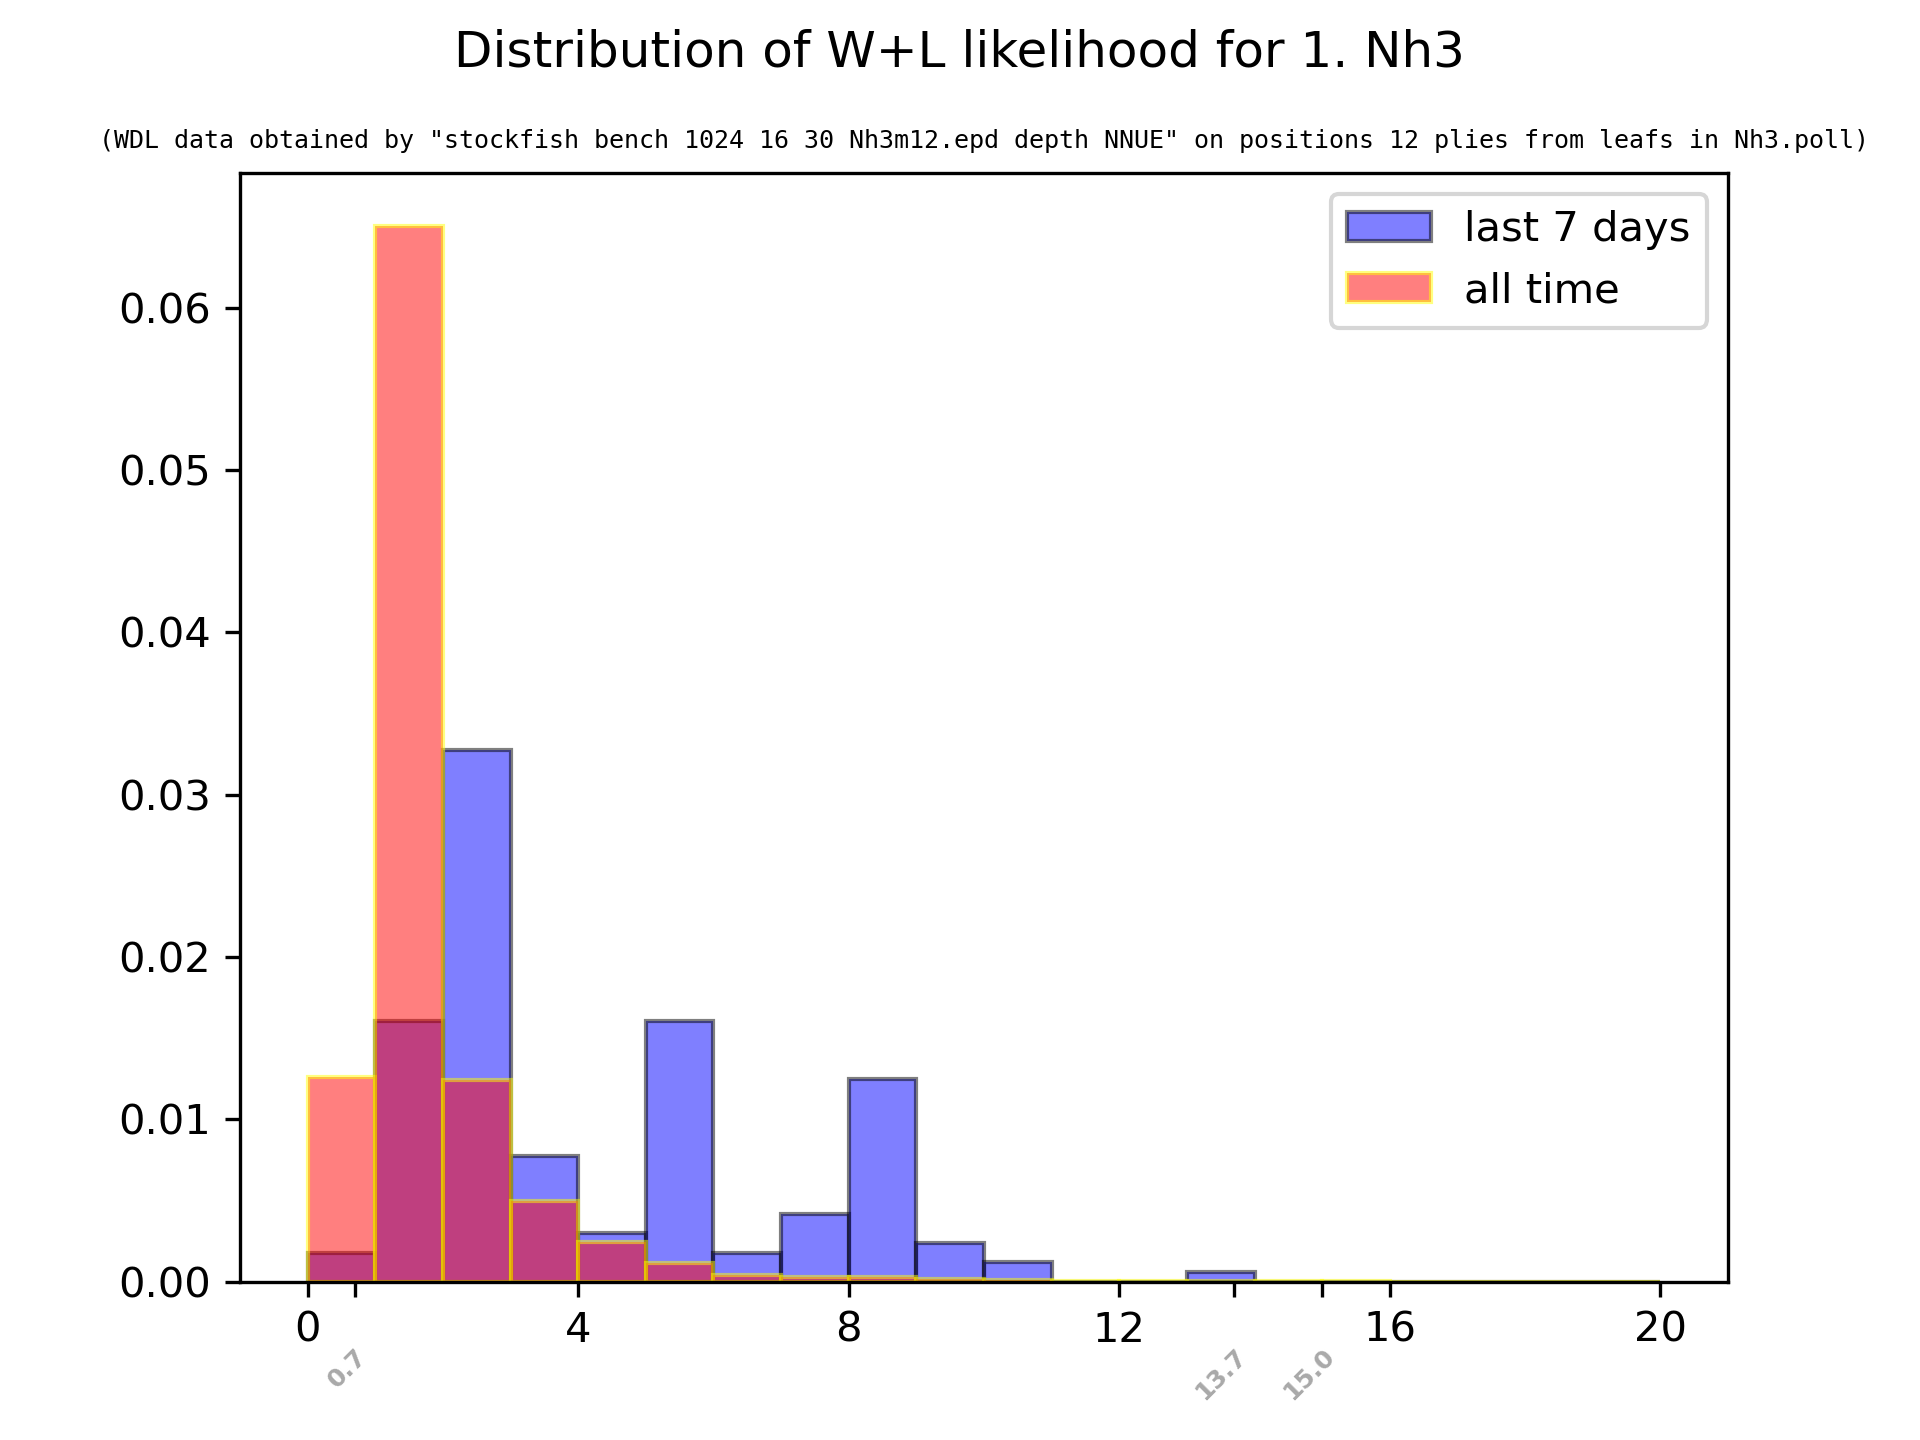 Distribution of W+L likelihood for 1. Nh3
(WDL data obtained by "stockfish bench 1024 16 30 Nh3m12.epd depth NNUE" on positions 12 plies from leafs in Nh3.poll)
last 7 days
all time
0.06
0.05
0.04
0.03
0.02
0.01
0.00
0 4 8 12 16 20
0.7 13.7 15.0